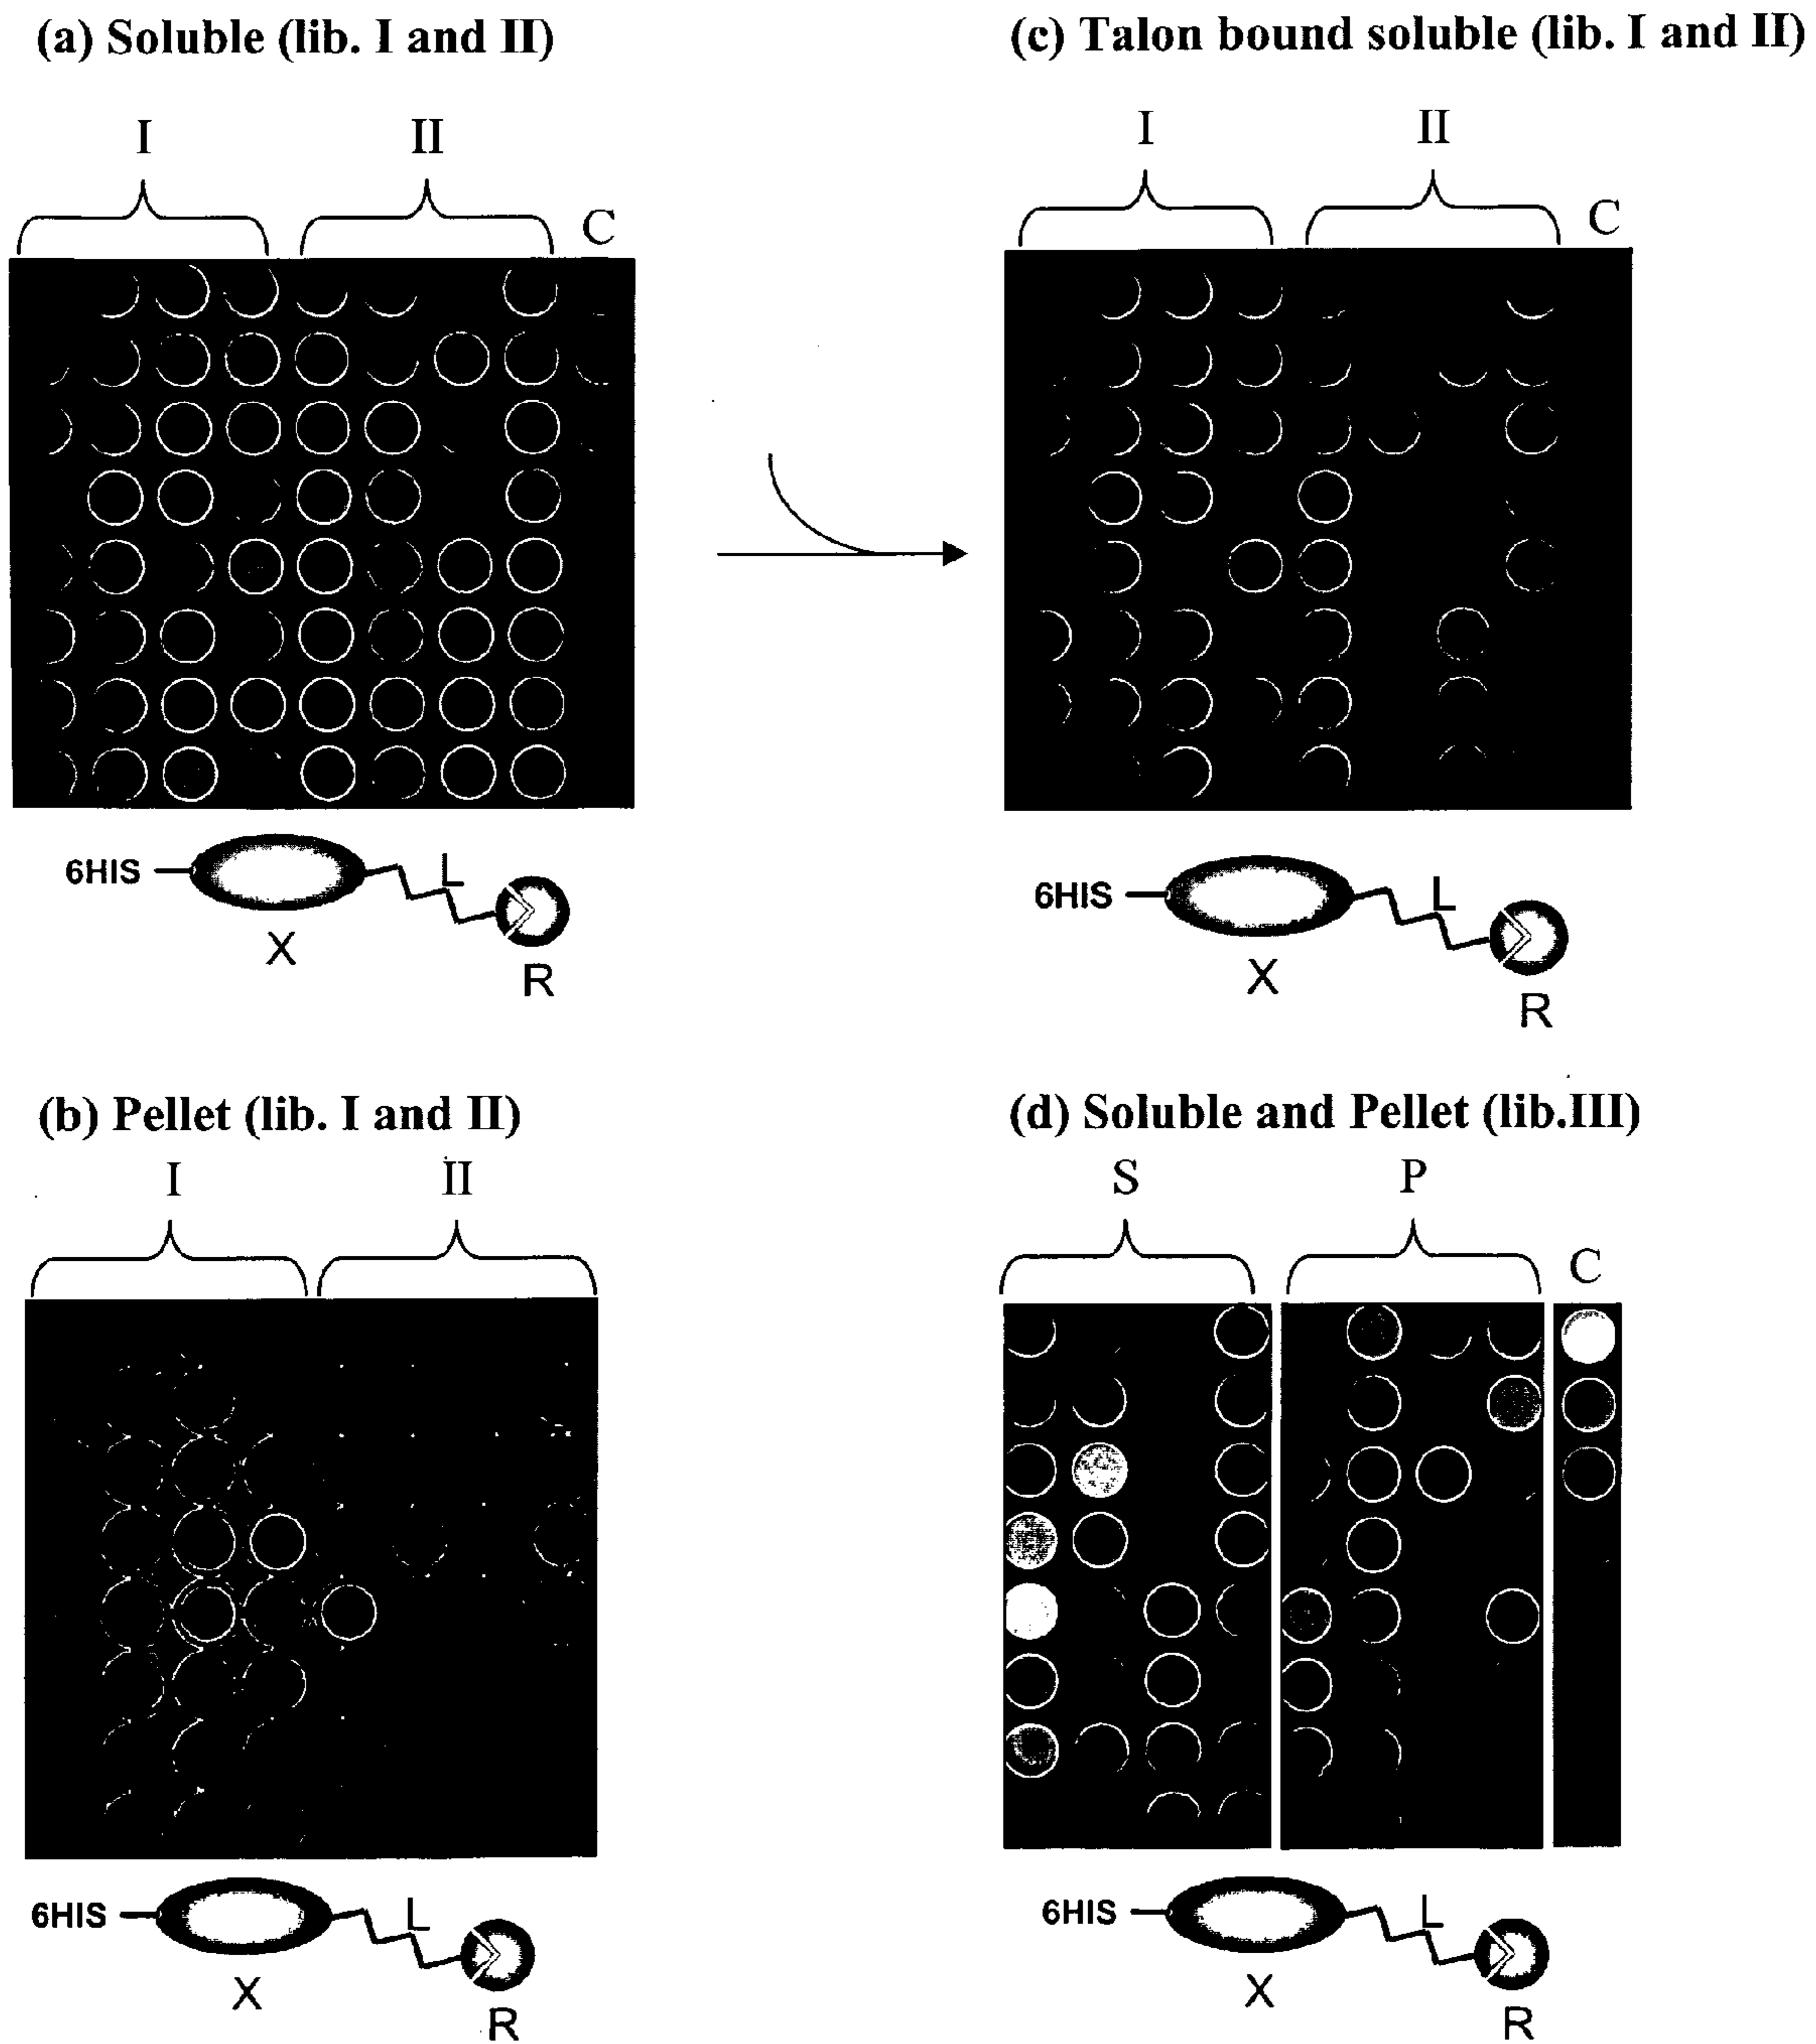 (a) Soluble (lib. I and II)
I
II
C
6HIS
L
X
R
(c) Talon bound soluble (lib. I and II)
I
II
C
6HIS
L
X
R
(b) Pellet (lib. I and II)
I
II
6HIS
L
X
R
(d) Soluble and Pellet (lib.III)
S
P
C
6HIS
L
X
R